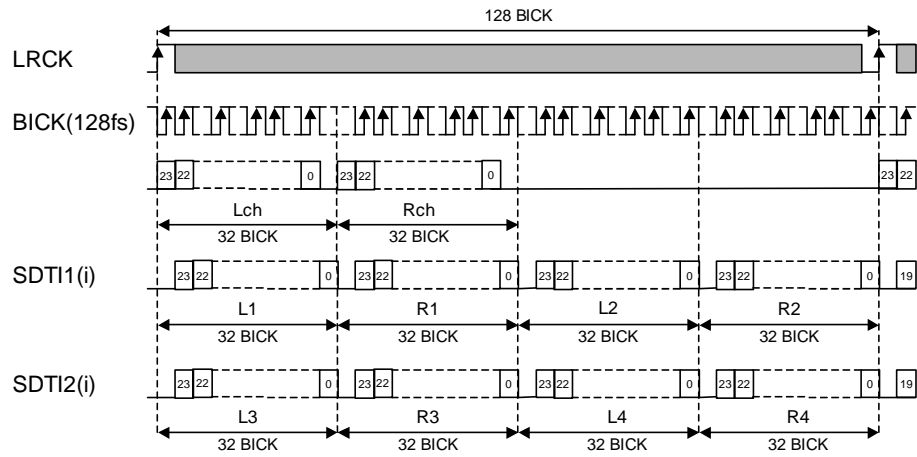 128 BICK
LRCK
BICK(128fs)
23 22 0 23 22 0 23 22
Lch Rch
32 BICK 32 BICK
SDTI1(i) 23 22 0 23 22 0 23 22 0 23 22 0 19
L1 R1 L2 R2
32 BICK 32 BICK 32 BICK 32 BICK
SDTI2(i) 23 22 0 23 22 0 23 22 0 23 22 0 19
L3 R3 L4 R4
32 BICK 32 BICK 32 BICK 32 BICK